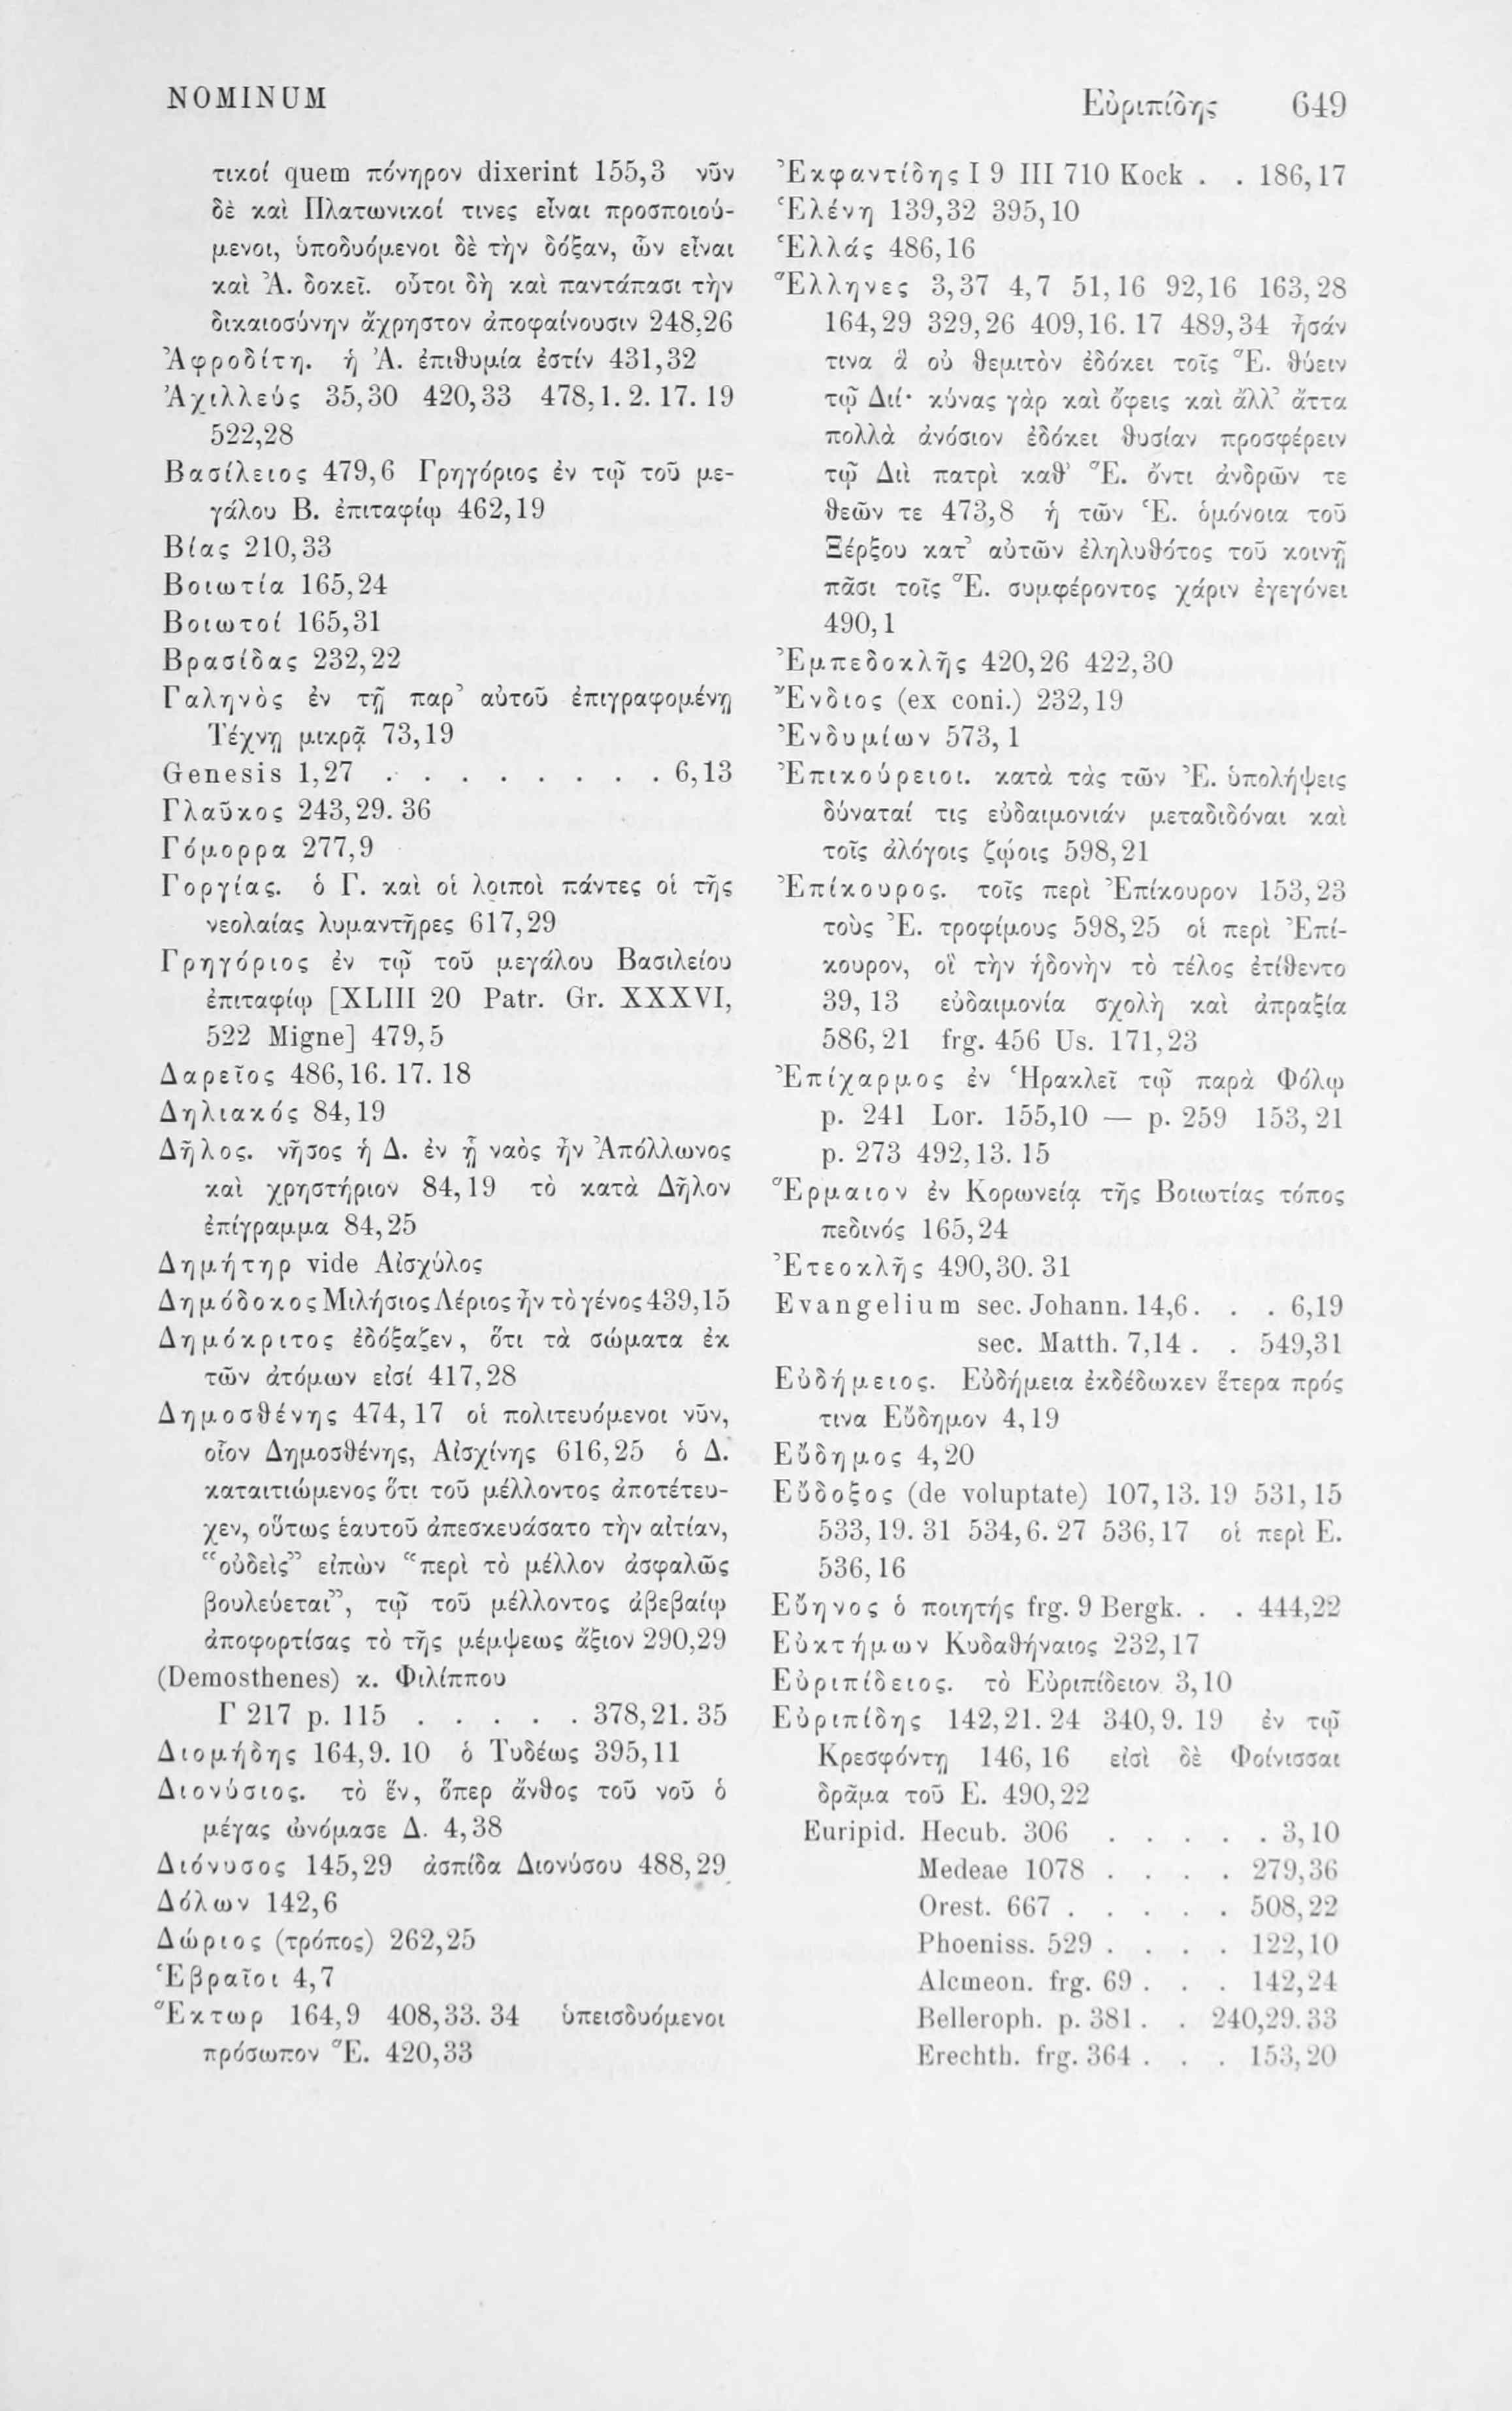 NOMINUM
Εὐριπίδης 649
τικοί quem πόνηρον dixerint 155,3 νῦν
δὲ καὶ Πλατωνικοί τινες εἶναι προσποιού-
μενοι, ὑποδυόμενοι δὲ τὴν δόξαν, ὧν εἶναι
καὶ Ἀ. δοκεῖ. οὗτοι δὴ καὶ παντάπασι τὴν
δικαιοσύνην ἄχρηστον ἀποφαίνουσιν 248,26
Ἀφροδίτη. ἡ Ἀ. ἐπιθυμία ἐστίν 431,32
Ἀχιλλεύς 35,30 420,33 478,1. 2. 17. 19
522,28
Βασίλειος 479,6 Γρηγόριος ἐν τῷ τοῦ με-
γάλου Β. ἐπιταφίῳ 462,19
Βίας 210,33
Βοιωτία 165,24
Βοιωτοί 165,31
Βρασίδας 232,22
Γαληνὸς ἐν τῇ παρ’ αὐτοῦ ἐπιγραφομένῃ
Τέχνῃ μικρᾷ 73,19
Genesis 1,27 . . . . . . . . 6,13
Γλαῦκος 243,29. 36
Γόμορρα 277,9
Γοργίας. ὁ Γ. καὶ οἱ λοιποὶ πάντες οἱ τῆς
νεολαίας λυμαντῆρες 617,29
Γρηγόριος ἐν τῷ τοῦ μεγάλου Βασιλείου
ἐπιταφίῳ [XLIII 20 Patr. Gr. XXXVI,
522 Migne] 479,5
Δαρεῖος 486,16. 17. 18
Δηλιακός 84,19
Δῆλος. νῆσος ἡ Δ. ἐν ᾗ ναὸς ἦν Ἀπόλλωνος
καὶ χρηστήριον 84,19 τὸ κατὰ Δῆλον
ἐπίγραμμα 84,25
Δημήτηρ vide Αἰσχύλος
Δημόδοκος Μιλήσιος Λέριος ἦν τὸ γένος 439,15
Δημόκριτος ἐδόξαζεν, ὅτι τὰ σώματα ἐκ
τῶν ἀτόμων εἰσί 417,28
Δημοσθένης 474,17 οἱ πολιτευόμενοι νῦν,
οἷον Δημοσθένης, Αἰσχίνης 616,25 ὁ Δ.
καταιτιώμενος ὅτι τοῦ μέλλοντος ἀποτέτευ-
χεν, οὕτως ἑαυτοῦ ἀπεσκευάσατο τὴν αἰτίαν,
“οὐδεὶς” εἰπὼν “περὶ τὸ μέλλον ἀσφαλῶς
βουλεύεται”, τῷ τοῦ μέλλοντος ἀβεβαίῳ
ἀποφορτίσας τὸ τῆς μέμψεως ἄξιον 290,29
(Demosthenes) κ. Φιλίππου
Γ 217 p. 115 . . . . . 378,21. 35
Διομήδης 164,9. 10 ὁ Τυδέως 395,11
Διονύσιος. τὸ ἕν, ὅπερ ἄνθος τοῦ νοῦ ὁ
μέγας ὠνόμασε Δ. 4,38
Διόνυσος 145,29 ἀσπίδα Διονύσου 488,29
Δόλων 142,6
Δώριος (τρόπος) 262,25
Ἑβραῖοι 4,7
Ἕκτωρ 164,9 408,33. 34 ὑπεισδυόμενοι
πρόσωπον Ἕ. 420,33
Ἐκφαντίδης I 9 III 710 Kock . . 186,17
Ἑλένη 139,32 395,10
Ἑλλάς 486,16
Ἕλληνες 3,37 4,7 51,16 92,16 163,28
164,29 329,26 409,16. 17 489,34 ἦσάν
τινα ἃ οὐ θεμιτὸν ἐδόκει τοῖς Ἕ. θύειν
τῷ Διί· κύνας γὰρ καὶ ὄφεις καὶ ἄλλ’ ἄττα
πολλὰ ἀνόσιον ἐδόκει θυσίαν προσφέρειν
τῷ Διὶ πατρὶ καθ’ Ἕ. ὄντι ἀνδρῶν τε
θεῶν τε 473,8 ἡ τῶν Ἑ. ὁμόνοια τοῦ
Ξέρξου κατ’ αὐτῶν ἐληλυθότος τοῦ κοινῇ
πᾶσι τοῖς Ἕ. συμφέροντος χάριν ἐγεγόνει
490,1
Ἐμπεδοκλῆς 420,26 422,30
Ἔνδιος (ex coni.) 232,19
Ἐνδυμίων 573,1
Ἐπικούρειοι. κατὰ τὰς τῶν Ἐ. ὑπολήψεις
δύναταί τις εὐδαιμονιάν μεταδιδόναι καὶ
τοῖς ἀλόγοις ζῴοις 598,21
Ἐπίκουρος. τοῖς περὶ Ἐπίκουρον 153,23
τοὺς Ἐ. τροφίμους 598,25 οἱ περὶ Ἐπί-
κουρον, οἳ τὴν ἡδονὴν τὸ τέλος ἐτίθεντο
39,13 εὐδαιμονία σχολὴ καὶ ἀπραξία
586,21 frg. 456 Us. 171,23
Ἐπίχαρμος ἐν Ἡρακλεῖ τῷ παρὰ Φόλῳ
p. 241 Lor. 155,10 — p. 259 153,21
p. 273 492,13. 15
Ἕρμαιον ἐν Κορωνείᾳ τῆς Βοιωτίας τόπος
πεδινός 165,24
Ἐτεοκλῆς 490,30. 31
Evangelium sec. Johann. 14,6. . . 6,19
sec. Matth. 7,14 . . 549,31
Εὐδήμειος. Εὐδήμεια ἐκδέδωκεν ἕτερα πρός
τινα Εὔδημον 4,19
Εὔδημος 4,20
Εὔδοξος (de voluptate) 107,13. 19 531,15
533,19. 31 534,6. 27 536,17 οἱ περὶ Ε.
536,16
Εὔηνος ὁ ποιητής frg. 9 Bergk. . . 444,22
Εὐκτήμων Κυδαθήναιος 232,17
Εὐριπίδειος. τὸ Εὐριπίδειον 3,10
Εὐριπίδης 142,21. 24 340,9. 19 ἐν τῷ
Κρεσφόντῃ 146,16 εἰσὶ δὲ Φοίνισσαι
δρᾶμα τοῦ Ε. 490,22
Euripid. Hecub. 306 . . . . . 3,10
Medeae 1078 . . . . 279,36
Orest. 667 . . . . . 508,22
Phoeniss. 529 . . . . 122,10
Alcmeon. frg. 69 . . . 142,24
Belleroph. p. 381 . . 240,29. 33
Erechth. frg. 364 . . . 153,20